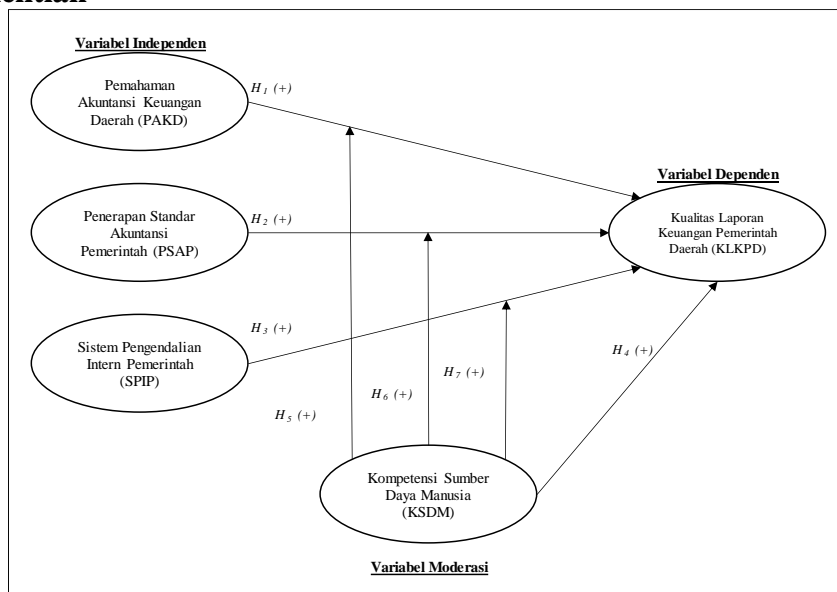 Variabel Independen
Pemahaman
Akuntansi Keuangan
Daerah (PAKD)
H1 (+)
Variabel Dependen
Penerapan Standar
Akuntansi
Pemerintah (PSAP)
H2 (+)
Kualitas Laporan
Keuangan Pemerintah
Daerah (KLKPD)
H3 (+)
Sistem Pengendalian
Intern Pemerintah
(SPIP)
H4 (+)
H7 (+)
H6 (+)
H5 (+)
Kompetensi Sumber
Daya Manusia
(KSDM)
Variabel Moderasi